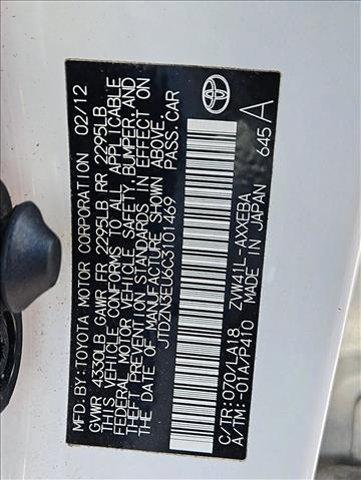 MFD. BY: TOYOTA MOTOR CORPORATION 02/12
GVWR 4330LB GAWR FR 2295LB RR 2295LB
THIS VEHICLE CONFORMS TO ALL APPLICABLE
FEDERAL MOTOR VEHICLE SAFETY, BUMPER, AND
THEFT PREVENTION STANDARDS IN EFFECT ON
THE DATE OF MANUFACTURE SHOWN ABOVE.
JTDZN3EU6C3101469 PASS. CAR
C/TR: 070/LA18 ZVW41L-AXXEBA
A/TM: -01A/P410 MADE IN JAPAN 645 A
TOYOTA